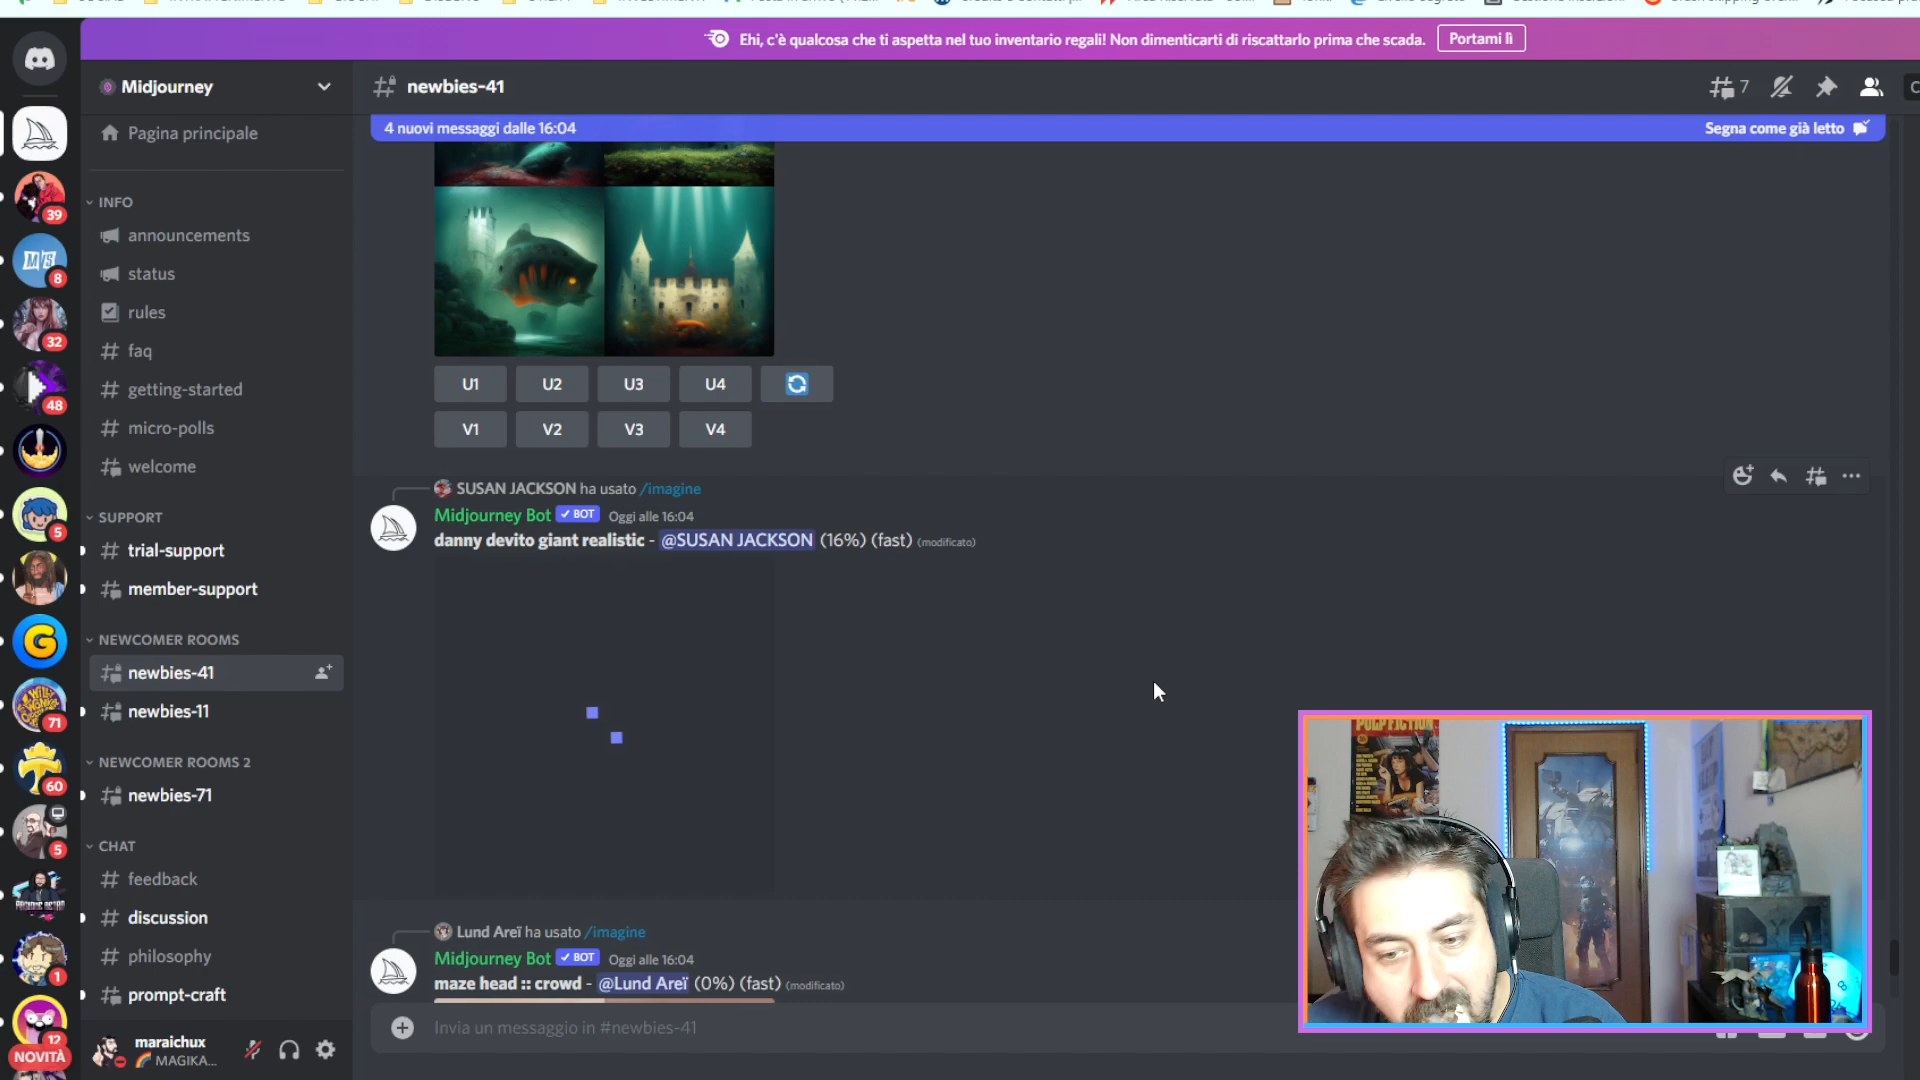 Ehi, c'è qualcosa che ti aspetta nel tuo inventario regali! Non dimenticarti di riscattarlo prima che scada.
Portami lì
Midjourney
newbies-41
7
4 nuovi messaggi dalle 16:04
Segna come già letto
Pagina principale
INFO
announcements
status
rules
faq
getting-started
micro-polls
welcome
SUPPORT
trial-support
member-support
NEWCOMER ROOMS
newbies-41
newbies-11
NEWCOMER ROOMS 2
newbies-71
CHAT
feedback
discussion
philosophy
prompt-craft
maraichux
MAGIKA...
39
8
32
48
5
G
71
60
5
1
12
NOVITÀ
U1
U2
U3
U4
V1
V2
V3
V4
SUSAN JACKSON ha usato /imagine
Midjourney Bot ✓ BOT Oggi alle 16:04
danny devito giant realistic - @SUSAN JACKSON (16%) (fast) (modificato)
Lund Areï ha usato /imagine
Midjourney Bot ✓ BOT Oggi alle 16:04
maze head :: crowd - @Lund Areï (0%) (fast) (modificato)
Invia un messaggio in #newbies-41
PULP FICTION